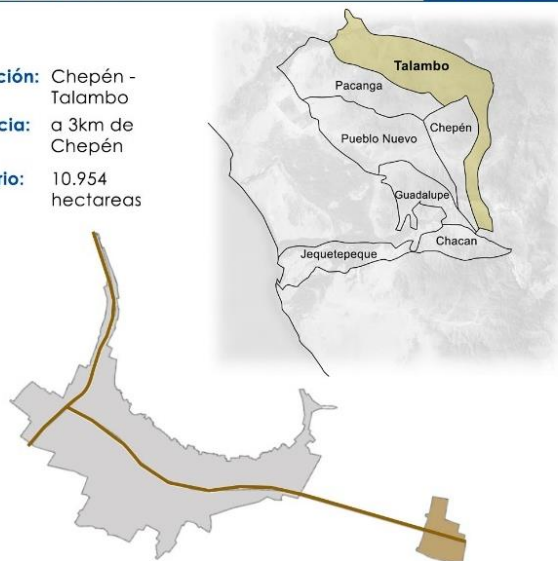 ción: Chepén -
Talambo
cia: a 3km de
Chepén
rio: 10.954
hectareas
Talambo
Pacanga
Chepén
Pueblo Nuevo
Guadalupe
Chacan
Jequetepeque